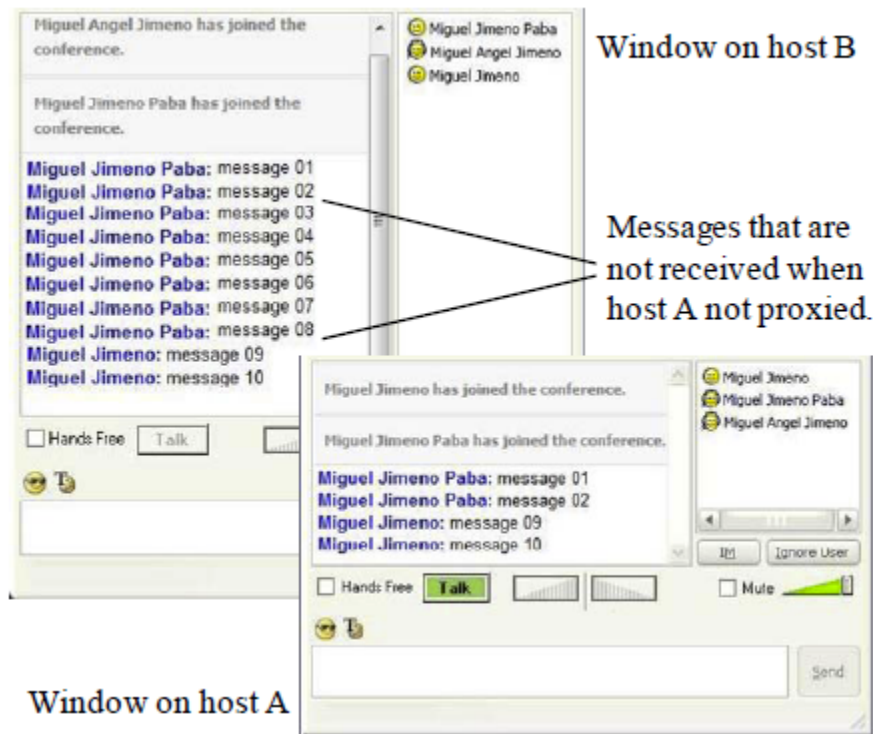 Miguel Angel Jimeno has joined the
conference.
Miguel Jimeno Paba has joined the
conference.
Miguel Jimeno Paba: message 01
Miguel Jimeno Paba: message 02
Miguel Jimeno Paba: message 03
Miguel Jimeno Paba: message 04
Miguel Jimeno Paba: message 05
Miguel Jimeno Paba: message 06
Miguel Jimeno Paba: message 07
Miguel Jimeno Paba: message 08
Miguel Jimeno: message 09
Miguel Jimeno: message 10
Hands Free Talk
Miguel Jimeno Paba
Miguel Angel Jimeno
Miguel Jimeno
Window on host B
Messages that are
not received when
host A not proxied.
Miguel Jimeno has joined the conference.
Miguel Jimeno Paba has joined the conference.
Miguel Jimeno Paba: message 01
Miguel Jimeno Paba: message 02
Miguel Jimeno: message 09
Miguel Jimeno: message 10
Miguel Jimeno
Miguel Jimeno Paba
Miguel Angel Jimeno
IM Ignore User
Hands Free Talk Mute
Send
Window on host A